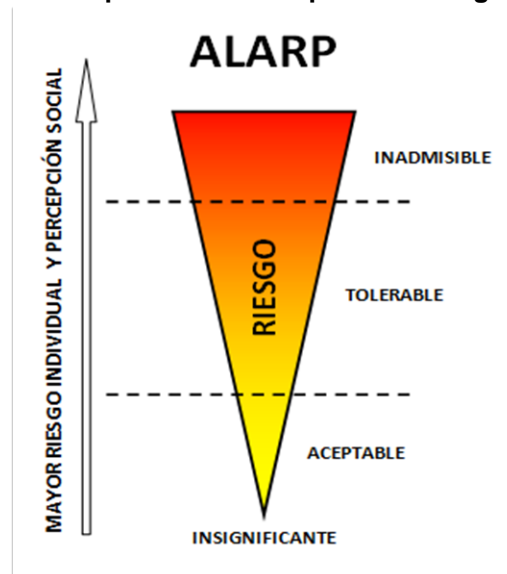 ALARP
MAYOR RIESGO INDIVIDUAL Y PERCEPCIÓN SOCIAL
INADMISIBLE
RIESGO
TOLERABLE
ACEPTABLE
INSIGNIFICANTE